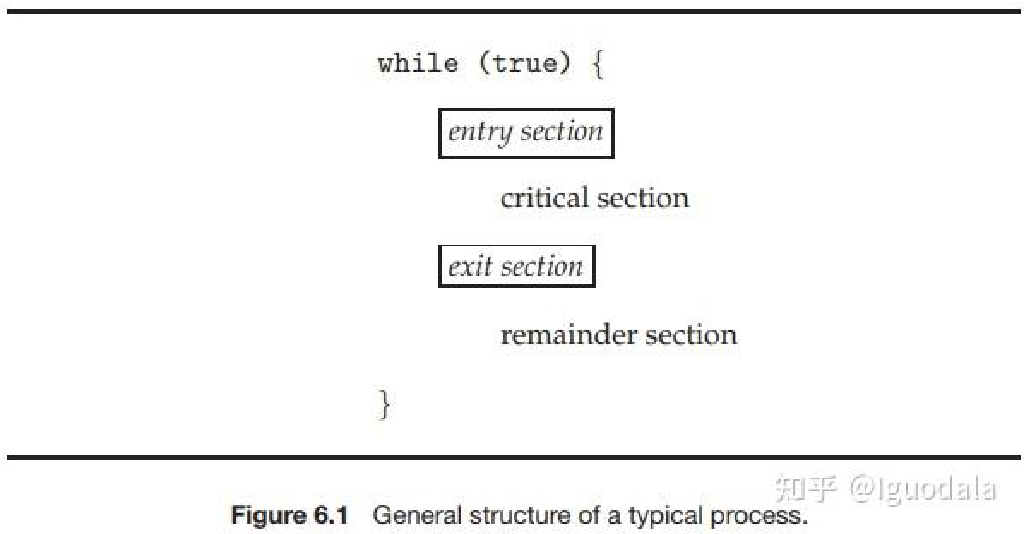 while (true) {
entry section
critical section
exit section
remainder section
}
知乎 @Iguodala
Figure 6.1 General structure of a typical process.